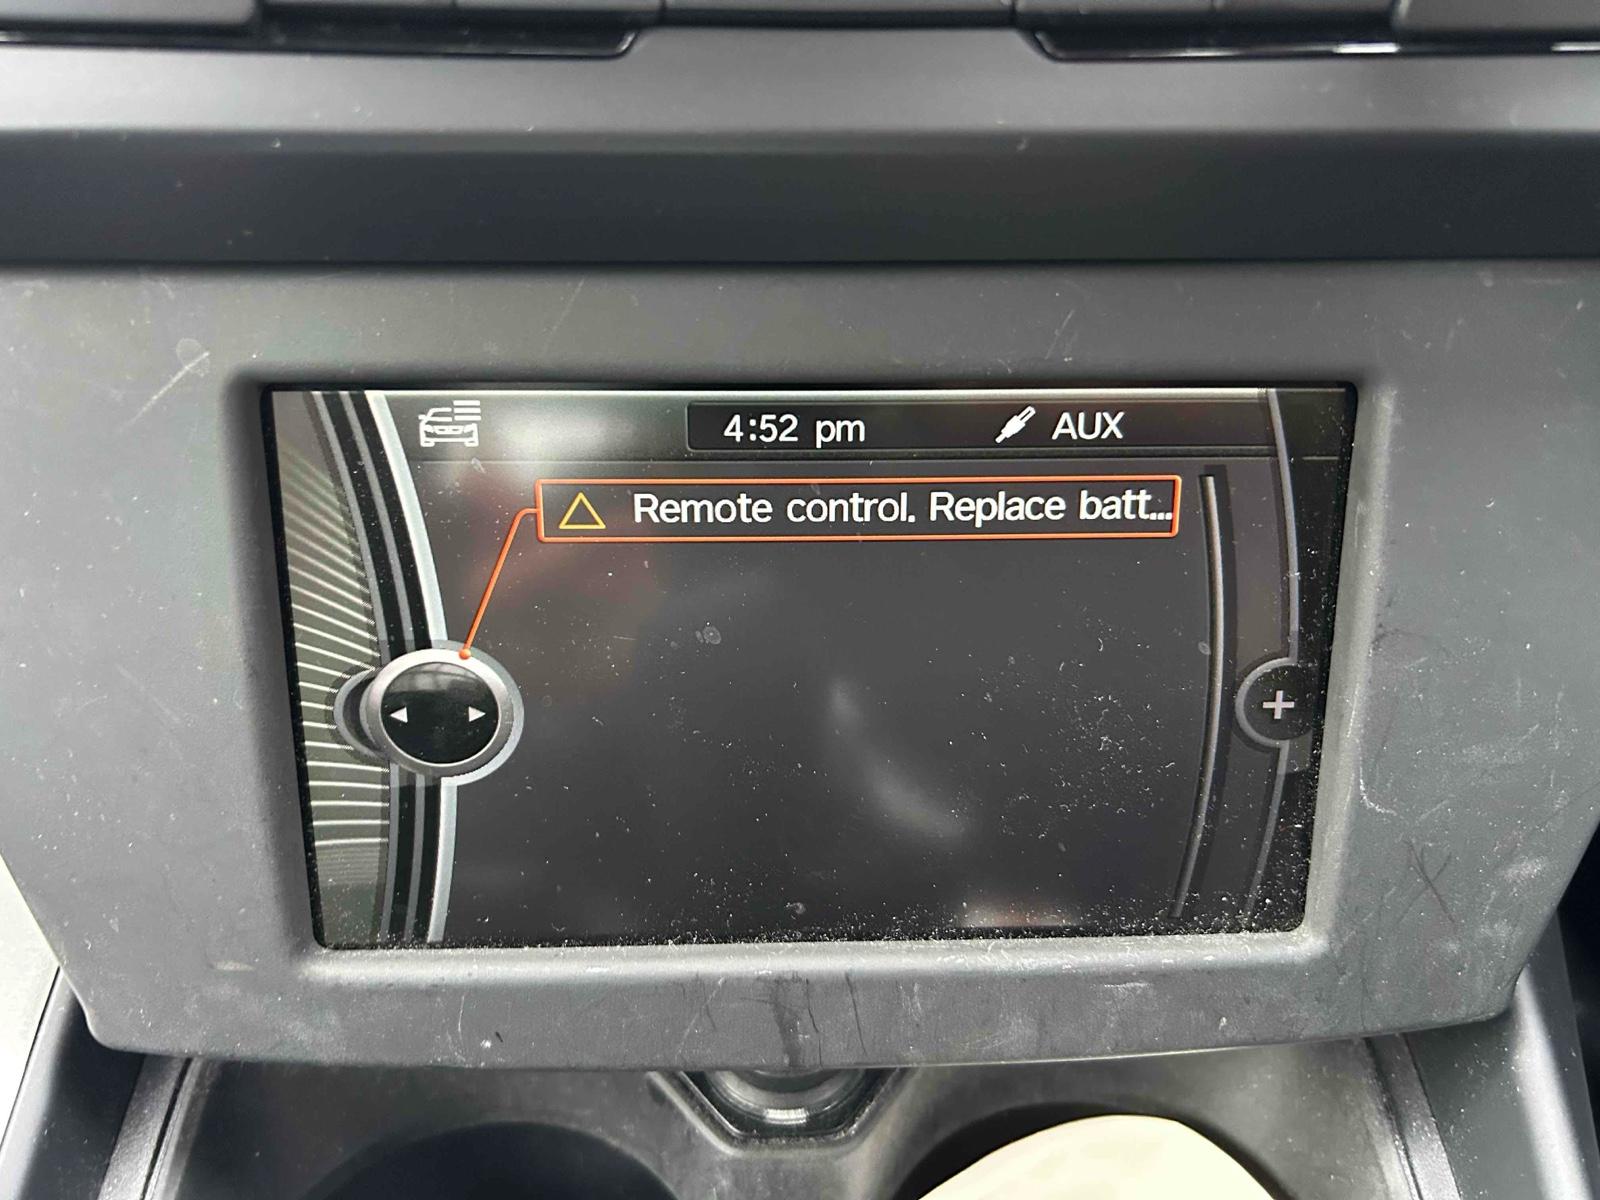 4:52 pm AUX
Remote control. Replace batt...
+